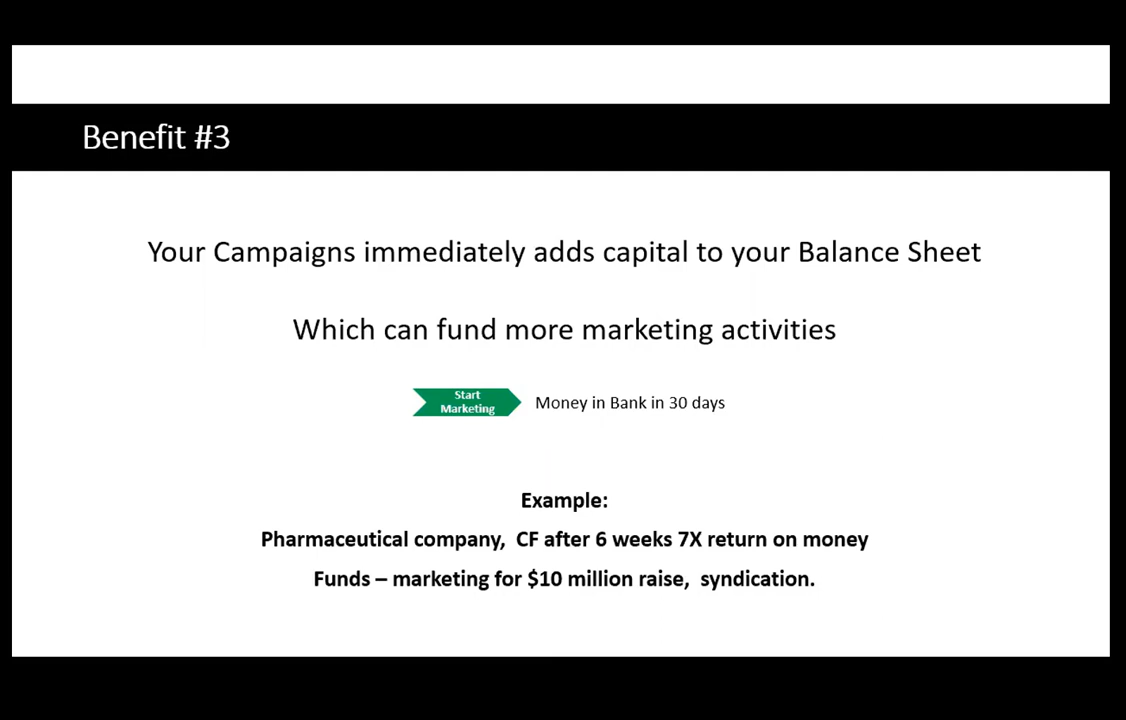 Benefit #3
Your Campaigns immediately adds capital to your Balance Sheet
Which can fund more marketing activities
Start
Marketing
Money in Bank in 30 days
Example:
Pharmaceutical company,  CF after 6 weeks 7X return on money
Funds – marketing for $10 million raise,  syndication.